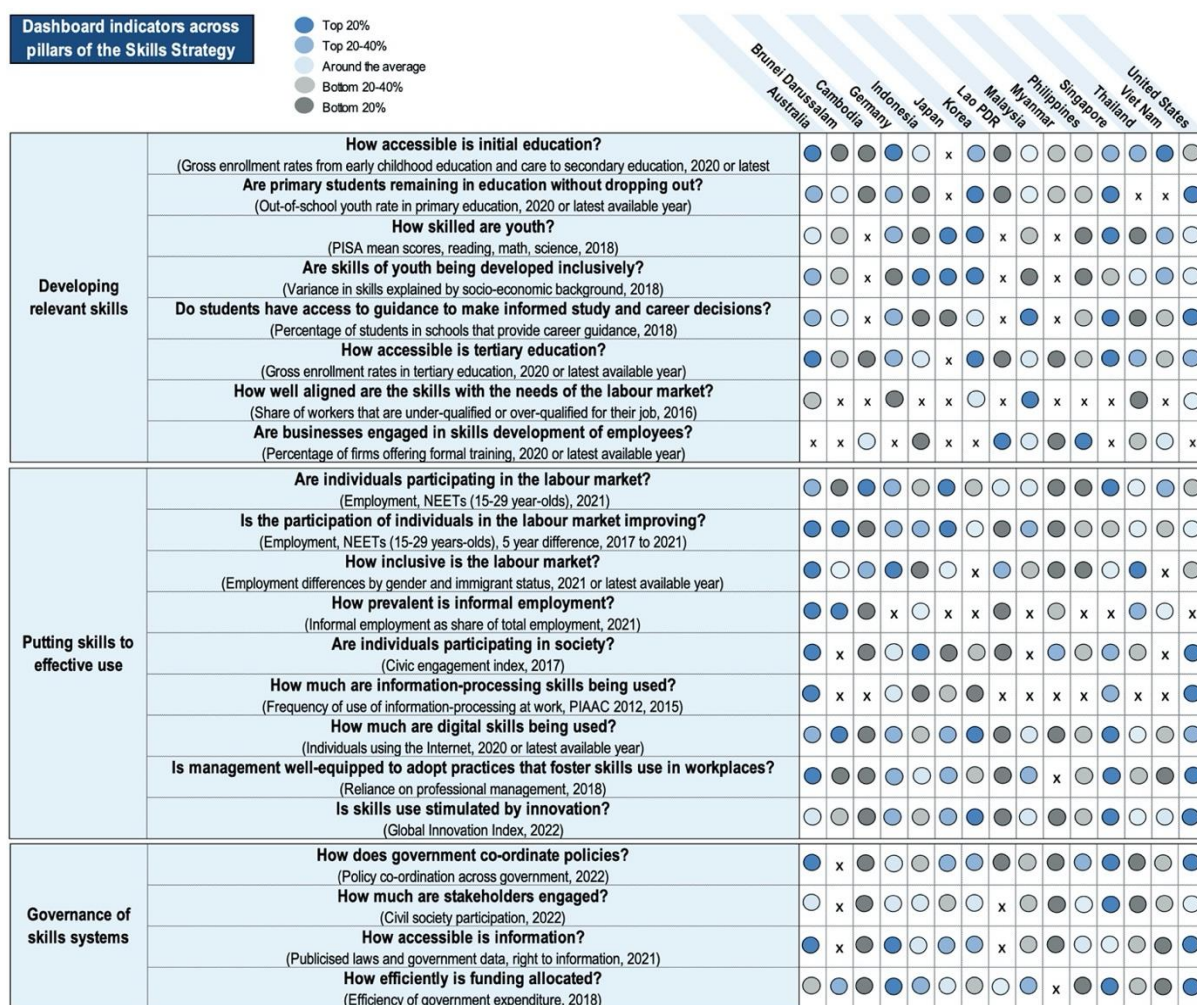 Dashboard indicators across
pillars of the Skills Strategy
Top 20%
Top 20-40%
Around the average
Bottom 20-40%
Bottom 20%
Australia
Brunei Darussalam
Cambodia
Germany
Indonesia
Japan
Korea
Lao PDR
Malaysia
Myanmar
Philippines
Singapore
Thailand
Viet Nam
United States
Developing
relevant skills
How accessible is initial education?
(Gross enrollment rates from early childhood education and care to secondary education, 2020 or latest
x
Are primary students remaining in education without dropping out?
(Out-of-school youth rate in primary education, 2020 or latest available year)
x x x
How skilled are youth?
(PISA mean scores, reading, math, science, 2018)
x x x
Are skills of youth being developed inclusively?
(Variance in skills explained by socio-economic background, 2018)
x x x
Do students have access to guidance to make informed study and career decisions?
(Percentage of students in schools that provide career guidance, 2018)
x x x
How accessible is tertiary education?
(Gross enrollment rates in tertiary education, 2020 or latest available year)
x
How well aligned are the skills with the needs of the labour market?
(Share of workers that are under-qualified or over-qualified for their job, 2016)
x x x x x x x x x
Are businesses engaged in skills development of employees?
(Percentage of firms offering formal training, 2020 or latest available year)
x x x x x x x
Putting skills to
effective use
Are individuals participating in the labour market?
(Employment, NEETs (15-29 year-olds), 2021)
Is the participation of individuals in the labour market improving?
(Employment, NEETs (15-29 years-olds), 5 year difference, 2017 to 2021)
How inclusive is the labour market?
(Employment differences by gender and immigrant status, 2021 or latest available year)
x x
How prevalent is informal employment?
(Informal employment as share of total employment, 2021)
x x x x x x x
Are individuals participating in society?
(Civic engagement index, 2017)
x x x
How much are information-processing skills being used?
(Frequency of use of information-processing at work, PIAAC 2012, 2015)
x x x x x x x x
How much are digital skills being used?
(Individuals using the Internet, 2020 or latest available year)
Is management well-equipped to adopt practices that foster skills use in workplaces?
(Reliance on professional management, 2018)
x
Is skills use stimulated by innovation?
(Global Innovation Index, 2022)
Governance of
skills systems
How does government co-ordinate policies?
(Policy co-ordination across government, 2022)
x
How much are stakeholders engaged?
(Civil society participation, 2022)
x x
How accessible is information?
(Publicised laws and government data, right to information, 2021)
x x
How efficiently is funding allocated?
(Efficiency of government expenditure, 2018)
x